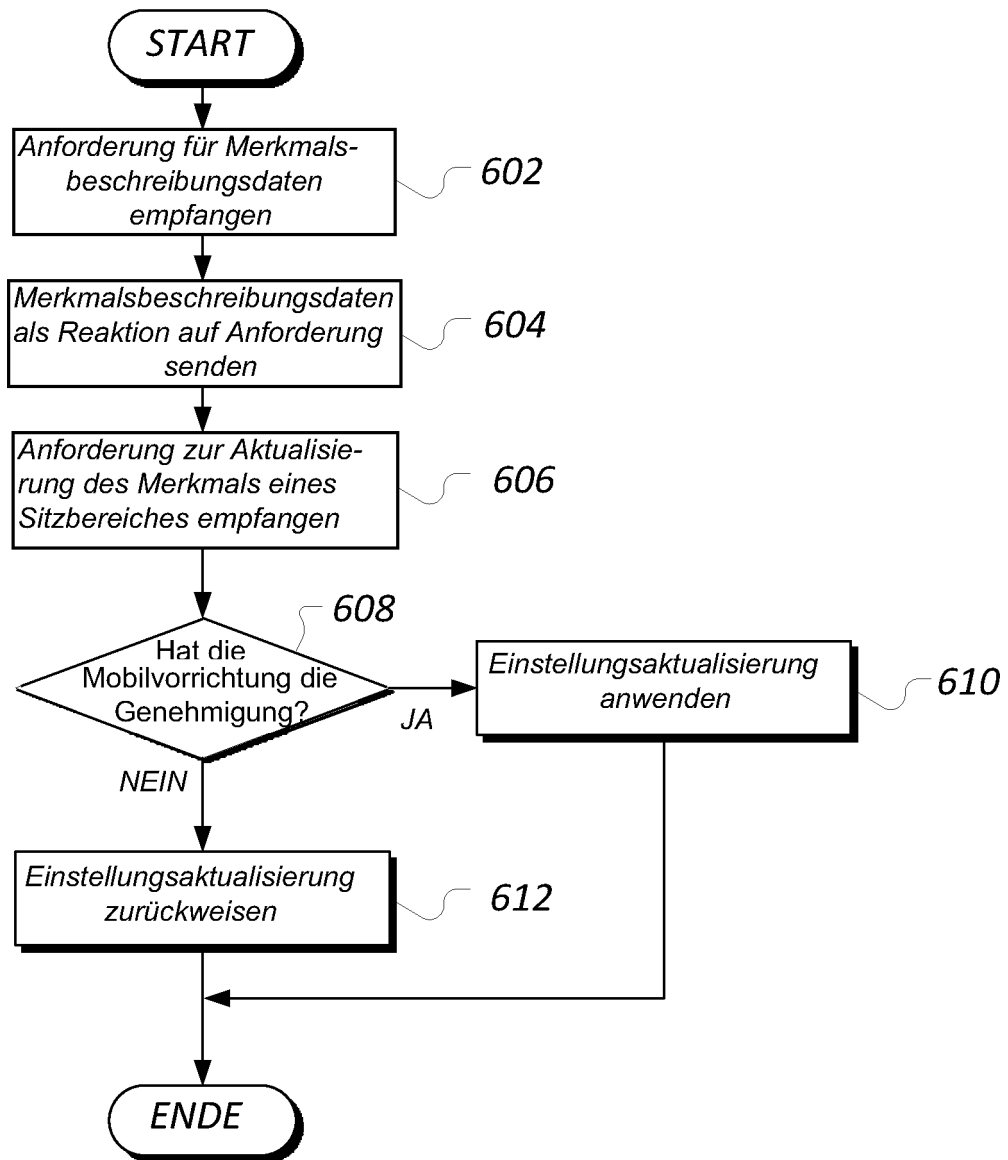 START
Anforderung für Merkmals-
beschreibungsdaten
empfangen
602
Merkmalsbeschreibungsdaten
als Reaktion auf Anforderung
senden
604
Anforderung zur Aktualisie-
rung des Merkmals eines
Sitzbereiches empfangen
606
608
Hat die
Mobilvorrichtung die
Genehmigung?
JA
Einstellungsaktualisierung
anwenden
610
NEIN
Einstellungsaktualisierung
zurückweisen
612
ENDE